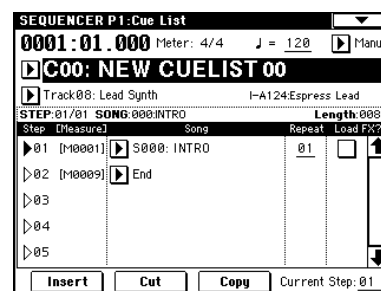 SEQUENCER P1:Cue List
0001:01.000 Meter: 4/4 ♩ = 120 Manu
C00: NEW CUELIST 00
Track08: Lead Synth I-A124:Espress Lead
STEP:01/01 SONG:000:INTRO Length:008
Step [Measure] Song Repeat Load FX?
01 [M0001] S000: INTRO 01
02 [M0009] End
03
04
05
Insert Cut Copy Current Step: 01